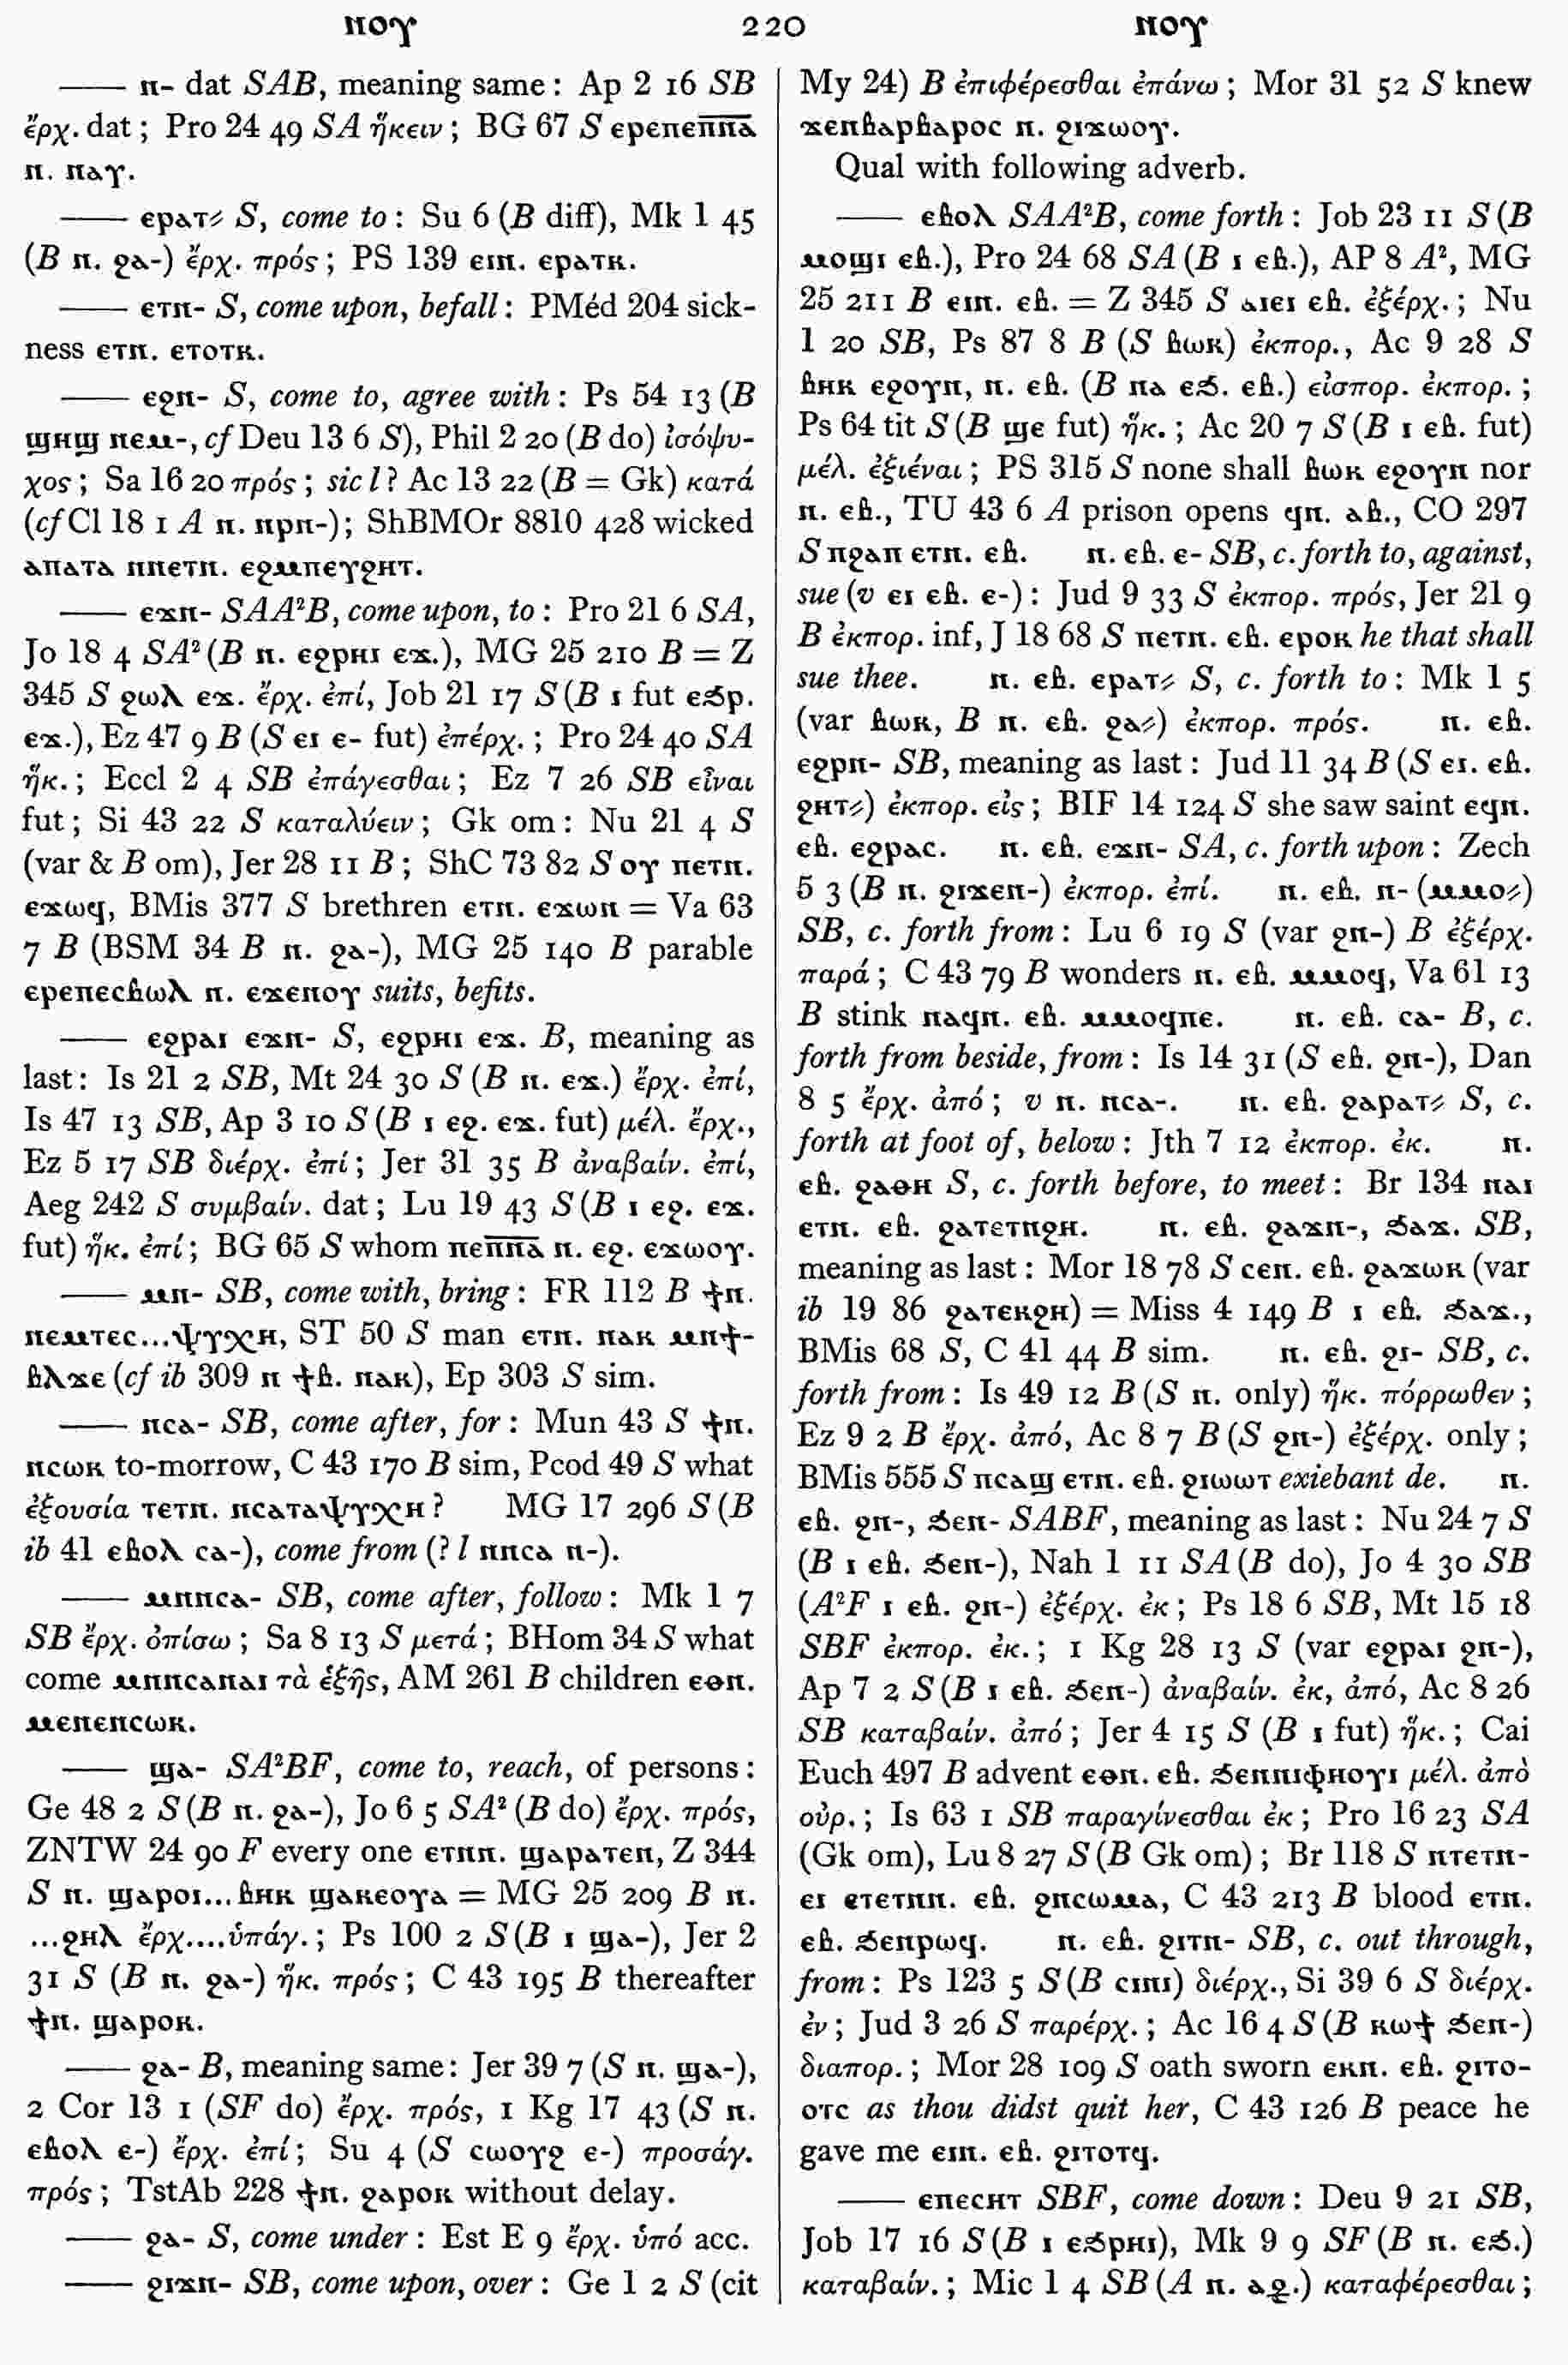 ⲛⲟⲩ 220 ⲛⲟⲩ
—— ⲛ- dat SAB, meaning same: Ap 2 16 SB
ἔρχ. dat; Pro 24 49 SA ἥκειν; BG 67 S ⲉⲣⲉⲡⲉⲡ̅ⲛ̅ⲁ̅
ⲛ. ⲛⲁⲩ.
—— ⲉⲣⲁⲧ⸗ S, come to: Su 6 (B diff), Mk 1 45
(B ⲛ. ϩⲁ-) ἔρχ. πρός; PS 139 ⲉⲓⲛ. ⲉⲣⲁⲧⲕ.
—— ⲉⲧⲛ- S, come upon, befall: PMéd 204 sick-
ness ⲉⲧⲛ. ⲉⲧⲟⲧⲕ.
—— ⲉϩⲛ- S, come to, agree with: Ps 54 13 (B
ϣⲏϣ ⲛⲉⲙ-, cf Deu 13 6 S), Phil 2 20 (B do) ἰσόψυ-
χος; Sa 16 20 πρός; sic l? Ac 13 22 (B = Gk) κατά
(cf Cl 18 1 A ⲛ. ⲛⲣⲛ-); ShBMOr 8810 428 wicked
ⲁⲡⲁⲧⲁ ⲙⲡⲉⲧⲛ. ⲉϩⲙⲡⲉⲩϩⲏⲧ.
—— ⲉϫⲛ- SAA²B, come upon, to: Pro 21 6 SA,
Jo 18 4 SA² (B ⲛ. ⲉϩⲣⲏⲓ ⲉϫ.), MG 25 210 B = Z
345 S ϩⲱⲗ ⲉϫ. ἔρχ. ἐπί, Job 21 17 S (B ⲓ fut ⲉϧⲣ.
ⲉϫ.), Ez 47 9 B (S ⲉⲓ ⲉ- fut) ἐπέρχ.; Pro 24 40 SA
ἥκ.; Eccl 2 4 SB ἐπάγεσθαι; Ez 7 26 SB εἶναι
fut; Si 43 22 S καταλύειν; Gk om: Nu 21 4 S
(var & B om), Jer 28 11 B; ShC 73 82 S ⲟⲩ ⲡⲉⲧⲛ.
ⲉϫⲱϥ, BMis 377 S brethren ⲉⲧⲛ. ⲉϫⲱⲛ = Va 63
7 B (BSM 34 B ⲛ. ϩⲁ-), MG 25 140 B parable
ⲉⲣⲉⲡⲉⲥⲃⲱⲗ ⲛ. ⲉϫⲉⲛⲟⲩ suits, befits.
—— ⲉϩⲣⲁⲓ ⲉϫⲛ- S, ⲉϩⲣⲏⲓ ⲉϫ. B, meaning as
last: Is 21 2 SB, Mt 24 30 S (B ⲛ. ⲉϫ.) ἔρχ. ἐπί,
Is 47 13 SB, Ap 3 10 S (B ⲓ ⲉϩ. ⲉϫ. fut) μέλ. ἔρχ.,
Ez 5 17 SB διέρχ. ἐπί; Jer 31 35 B ἀναβαίν. ἐπί,
Aeg 242 S συμβαίν. dat; Lu 19 43 S (B ⲓ ⲉϩ. ⲉϫ.
fut) ἥκ. ἐπί; BG 65 S whom ⲡⲉⲡ̅ⲛ̅ⲁ̅ ⲛ. ⲉϩ. ⲉϫⲱⲟⲩ.
—— ⲙⲛ- SB, come with, bring: FR 112 B ϯⲛ.
ⲛⲉⲙⲧⲉⲥ...ⲯⲩⲭⲏ, ST 50 S man ⲉⲧⲛ. ⲛⲁⲕ ⲙⲛϯ-
ⲃⲗϫⲉ (cf ib 309 ⲛ ϯⲃ. ⲛⲁⲕ), Ep 303 S sim.
—— ⲛⲥⲁ- SB, come after, for: Mun 43 S ϯⲛ.
ⲛⲥⲱⲕ to-morrow, C 43 170 B sim, Pcod 49 S what
ἐξουσία ⲧⲉⲧⲛ. ⲛⲥⲁⲧⲁⲯⲩⲭⲏ? MG 17 296 S (B
ib 41 ⲉⲃⲟⲗ ⲥⲁ-), come from (? l ⲛⲛⲥⲁ ⲛ-).
—— ⲙⲛⲛⲥⲁ- SB, come after, follow: Mk 1 7
SB ἔρχ. ὀπίσω; Sa 8 13 S μετά; BHom 34 S what
come ⲙⲛⲛⲥⲁⲛⲁⲓ τὰ ἑξῆς, AM 261 B children ⲉⲑⲛ.
ⲙⲉⲛⲉⲛⲥⲱⲕ.
—— ϣⲁ- SA²BF, come to, reach, of persons:
Ge 48 2 S (B ⲛ. ϩⲁ-), Jo 6 5 SA² (B do) ἔρχ. πρός,
ZNTW 24 90 F every one ⲉⲧⲛⲛ. ϣⲁⲣⲁⲧⲉⲛ, Z 344
S ⲛ. ϣⲁⲣⲟⲓ...ⲃⲏⲕ ϣⲁⲕⲉⲟⲩⲁ = MG 25 209 B ⲛ.
...ϩⲏⲗ ἔρχ....ὑπάγ.; Ps 100 2 S (B ⲓ ϣⲁ-), Jer 2
31 S (B ⲛ. ϩⲁ-) ἥκ. πρός; C 43 195 B thereafter
ϯⲛ. ϣⲁⲣⲟⲕ.
—— ϩⲁ- B, meaning same: Jer 39 7 (S ⲛ. ϣⲁ-),
2 Cor 13 1 (SF do) ἔρχ. πρός, 1 Kg 17 43 (S ⲛ.
ⲉⲃⲟⲗ ⲉ-) ἔρχ. ἐπί; Su 4 (S ⲥⲱⲟⲩϩ ⲉ-) προσάγ.
πρός; TstAb 228 ϯⲛ. ϩⲁⲣⲟⲕ without delay.
—— ϩⲁ- S, come under: Est E 9 ἔρχ. ὑπό acc.
—— ϩⲓϫⲛ- SB, come upon, over: Ge 1 2 S (cit
My 24) B ἐπιφέρεσθαι ἐπάνω; Mor 31 52 S knew
ϫⲉⲛⲃⲁⲣⲃⲁⲣⲟⲥ ⲛ. ϩⲓϫⲱⲟⲩ.
Qual with following adverb.
—— ⲉⲃⲟⲗ SAA²B, come forth: Job 23 11 S (B
ⲙⲟϣⲓ ⲉⲃ.), Pro 24 68 SA (B ⲓ ⲉⲃ.), AP 8 A², MG
25 211 B ⲉⲓⲛ. ⲉⲃ. = Z 345 S ⲁⲓⲉⲓ ⲉⲃ. ἐξέρχ.; Nu
1 20 SB, Ps 87 8 B (S ⲃⲱⲕ) ἐκπορ., Ac 9 28 S
ⲃⲏⲕ ⲉϩⲟⲩⲛ, ⲛ. ⲉⲃ. (B ⲛⲁ ⲉϧ. ⲉⲃ.) εἰσπορ. ἐκπορ.;
Ps 64 tit S (B ϣⲉ fut) ἥκ.; Ac 20 7 S (B ⲓ ⲉⲃ. fut)
μέλ. ἐξιέναι; PS 315 S none shall ⲃⲱⲕ ⲉϩⲟⲩⲛ nor
ⲛ. ⲉⲃ., TU 43 6 A prison opens ϥⲛ. ⲁⲃ., CO 297
S ⲡϩⲁⲡ ⲉⲧⲛ. ⲉⲃ. ⲛ. ⲉⲃ. ⲉ- SB, c. forth to, against,
sue (v ⲉⲓ ⲉⲃ. ⲉ-): Jud 9 33 S ἐκπορ. πρός, Jer 21 9
B ἐκπορ. inf, J 18 68 S ⲡⲉⲧⲛ. ⲉⲃ. ⲉⲣⲟⲕ he that shall
sue thee. ⲛ. ⲉⲃ. ⲉⲣⲁⲧ⸗ S, c. forth to: Mk 1 5
(var ⲃⲱⲕ, B ⲛ. ⲉⲃ. ϩⲁ⸗) ἐκπορ. πρός. ⲛ. ⲉⲃ.
ⲉϩⲣⲛ- SB, meaning as last: Jud 11 34 B (S ⲉⲓ. ⲉⲃ.
ϩⲏⲧ⸗) ἐκπορ. εἰς; BIF 14 124 S she saw saint ⲉϥⲛ.
ⲉⲃ. ⲉϩⲣⲁⲥ. ⲛ. ⲉⲃ. ⲉϫⲛ- SA, c. forth upon: Zech
5 3 (B ⲛ. ϩⲓϫⲉⲛ-) ἐκπορ. ἐπί. ⲛ. ⲉⲃ. ⲛ- (ⲙⲙⲟ⸗)
SB, c. forth from: Lu 6 19 S (var ϩⲛ-) B ἐξέρχ.
παρά; C 43 79 B wonders ⲛ. ⲉⲃ. ⲙⲙⲟϥ, Va 61 13
B stink ⲛⲁϥⲛ. ⲉⲃ. ⲙⲙⲟϥⲡⲉ. ⲛ. ⲉⲃ. ⲥⲁ- B, c.
forth from beside, from: Is 14 31 (S ⲉⲃ. ϩⲛ-), Dan
8 5 ἔρχ. ἀπό; v ⲛ. ⲛⲥⲁ-. ⲛ. ⲉⲃ. ϩⲁⲣⲁⲧ⸗ S, c.
forth at foot of, below: Jth 7 12 ἐκπορ. ἐκ. ⲛ.
ⲉⲃ. ϩⲁⲑⲏ S, c. forth before, to meet: Br 134 ⲛⲁⲓ
ⲉⲧⲛ. ⲉⲃ. ϩⲁⲧⲉⲧⲛϩⲏ. ⲛ. ⲉⲃ. ϩⲁϫⲛ-, ϧⲁϫ. SB,
meaning as last: Mor 18 78 S ⲥⲉⲛ. ⲉⲃ. ϩⲁϫⲱⲕ (var
ib 19 86 ϩⲁⲧⲉⲕϩⲏ) = Miss 4 149 B ⲓ ⲉⲃ. ϧⲁϫ.,
BMis 68 S, C 41 44 B sim. ⲛ. ⲉⲃ. ϩⲓ- SB, c.
forth from: Is 49 12 B (S ⲛ. only) ἥκ. πόρρωθεν;
Ez 9 2 B ἔρχ. ἀπό, Ac 8 7 B (S ϩⲛ-) ἐξέρχ. only;
BMis 555 S ⲡⲥⲁϣ ⲉⲧⲛ. ⲉⲃ. ϩⲓⲱⲱⲧ exiebant de. ⲛ.
ⲉⲃ. ϩⲛ-, ϧⲉⲛ- SABF, meaning as last: Nu 24 7 S
(B ⲓ ⲉⲃ. ϧⲉⲛ-), Nah 1 11 SA (B do), Jo 4 30 SB
(A²F ⲓ ⲉⲃ. ϩⲛ-) ἐξέρχ. ἐκ; Ps 18 6 SB, Mt 15 18
SBF ἐκπορ. ἐκ.; 1 Kg 28 13 S (var ⲉϩⲣⲁⲓ ϩⲛ-),
Ap 7 2 S (B ⲓ ⲉⲃ. ϧⲉⲛ-) ἀναβαίν. ἐκ, ἀπό, Ac 8 26
SB καταβαίν. ἀπό; Jer 4 15 S (B ⲓ fut) ἥκ.; Cai
Euch 497 B advent ⲉⲑⲛ. ⲉⲃ. ϧⲉⲛⲛⲓⲫⲏⲟⲩⲓ μέλ. ἀπὸ
οὐρ.; Is 63 1 SB παραγίνεσθαι ἐκ; Pro 16 23 SA
(Gk om), Lu 8 27 S (B Gk om); Br 118 S ⲛⲧⲉⲧⲛ-
ⲉⲓ ⲉⲧⲉⲧⲛⲛ. ⲉⲃ. ϩⲛⲥⲱⲙⲁ, C 43 213 B blood ⲉⲧⲛ.
ⲉⲃ. ϧⲉⲛⲣⲱϥ. ⲛ. ⲉⲃ. ϩⲓⲧⲛ- SB, c. out through,
from: Ps 123 5 S (B ⲥⲓⲛⲓ) διέρχ., Si 39 6 S διέρχ.
ἐν; Jud 3 26 S παρέρχ.; Ac 16 4 S (B ⲕⲱϯ ϧⲉⲛ-)
διαπορ.; Mor 28 109 S oath sworn ⲉⲕⲛ. ⲉⲃ. ϩⲓⲧⲟ-
ⲟⲧⲥ as thou didst quit her, C 43 126 B peace he
gave me ⲉⲓⲛ. ⲉⲃ. ϩⲓⲧⲟⲧϥ.
—— ⲉⲡⲉⲥⲏⲧ SBF, come down: Deu 9 21 SB,
Job 17 16 S (B ⲓ ⲉϧⲣⲏⲓ), Mk 9 9 SF (B ⲛ. ⲉϧ.)
καταβαίν.; Mic 1 4 SB (A ⲛ. ⲁϩ̱.) καταφέρεσθαι;